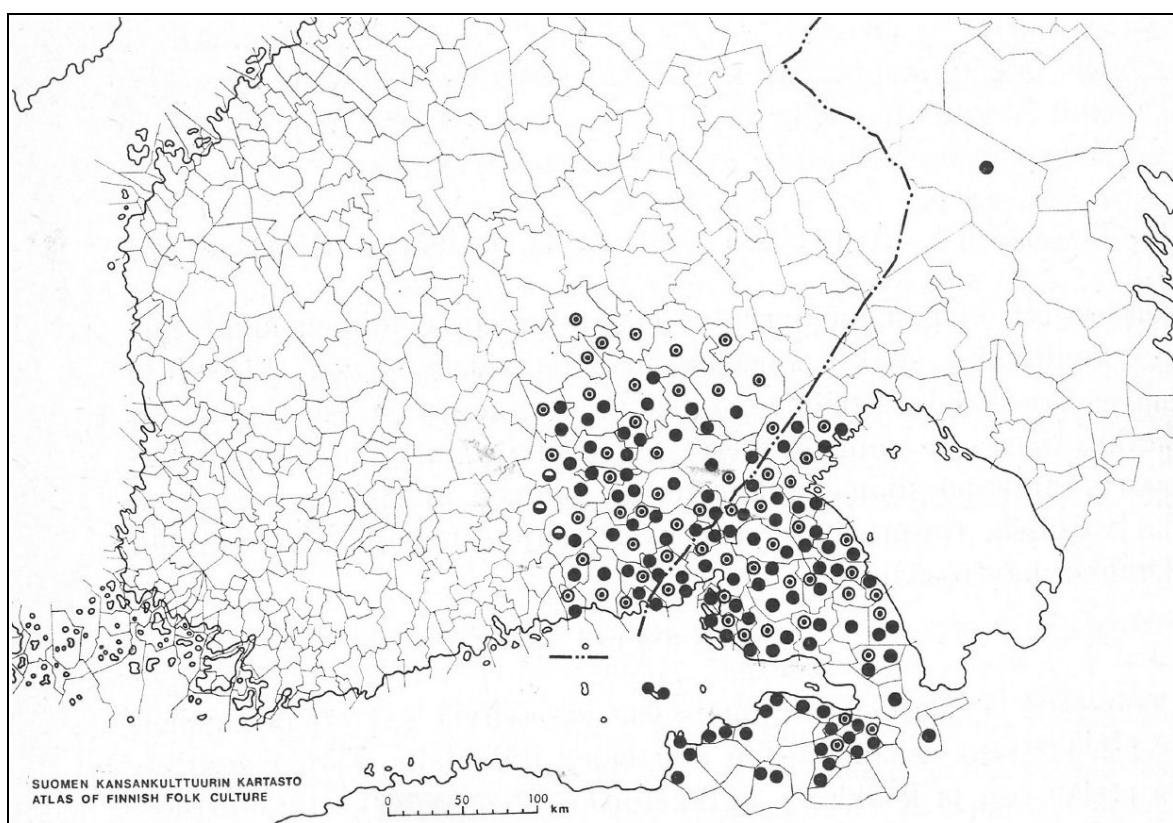 SUOMEN KANSANKULTTUURIN KARTASTO
ATLAS OF FINNISH FOLK CULTURE
0 50 100
km